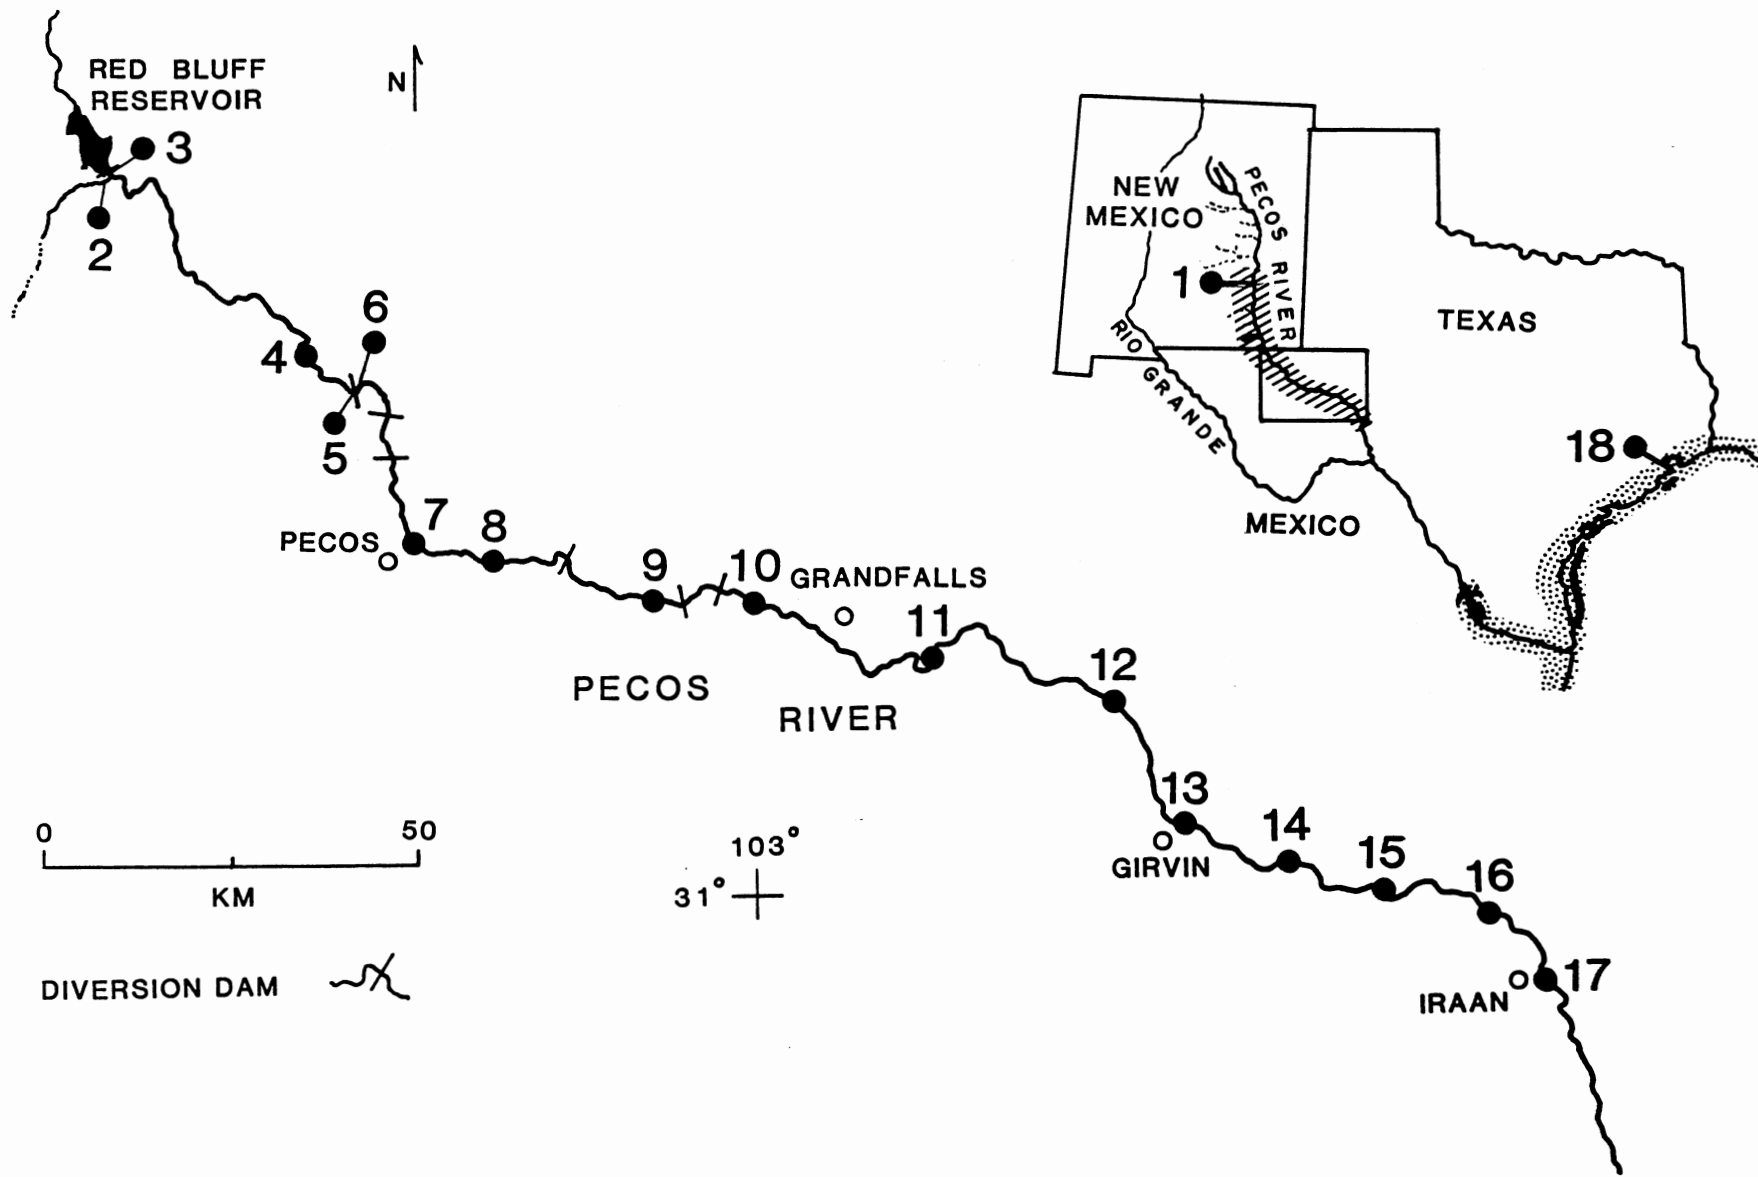 RED BLUFF
RESERVOIR
N
3
2
6
4
5
7
PECOS
8
9
10
GRANDFALLS
11
12
PECOS
RIVER
13
GIRVIN
14
15
16
17
IRAAN
0 50
KM
103°
31°
DIVERSION DAM
NEW
MEXICO
PECOS RIVER
1
RIO GRANDE
TEXAS
MEXICO
18